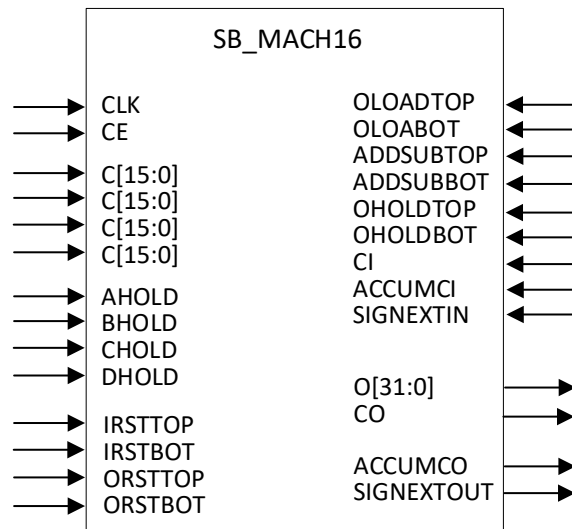 SB_MACH16
CLK
CE
C[15:0]
C[15:0]
C[15:0]
C[15:0]
AHOLD
BHOLD
CHOLD
DHOLD
IRSTTOP
IRSTBOT
ORSTTOP
ORSTBOT
OLOADTOP
OLOABOT
ADDSUBTOP
ADDSUBBOT
OHOLDTOP
OHOLDBOT
CI
ACCUMCI
SIGNEXTIN
O[31:0]
CO
ACCUMCO
SIGNEXTOUT